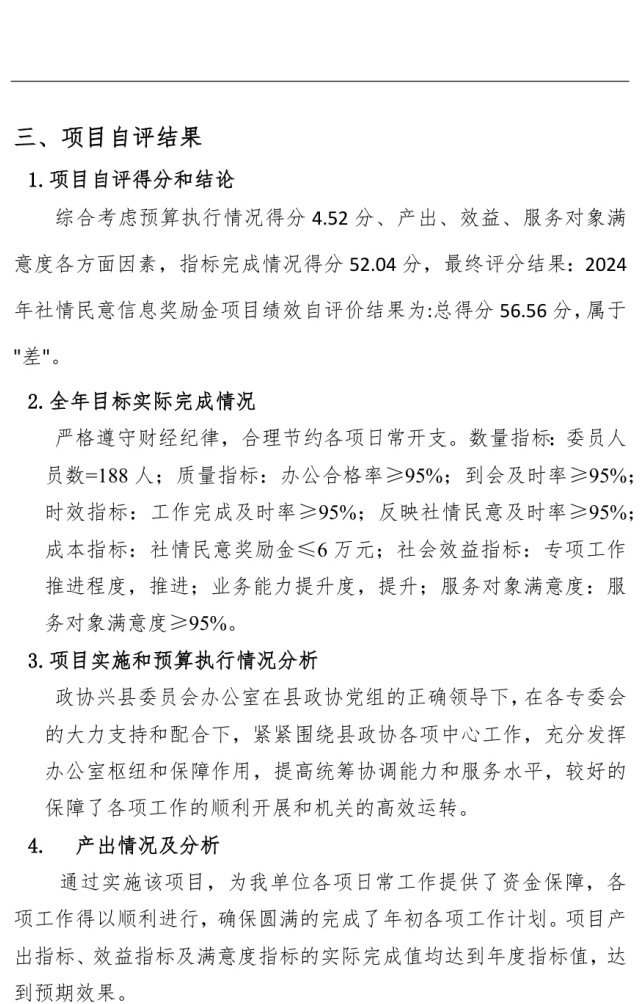 三、项目自评结果
1.项目自评得分和结论
综合考虑预算执行情况得分 4.52 分、产出、效益、服务对象满
意度各方面因素，指标完成情况得分 52.04 分，最终评分结果：2024
年社情民意信息奖励金项目绩效自评价结果为:总得分 56.56 分，属于
"差"。
2.全年目标实际完成情况
严格遵守财经纪律，合理节约各项日常开支。数量指标：委员人
员数=188 人；质量指标：办公合格率≥95%；到会及时率≥95%；
时效指标：工作完成及时率≥95%；反映社情民意及时率≥95%；
成本指标：社情民意奖励金≤6 万元；社会效益指标：专项工作
推进程度，推进；业务能力提升度，提升；服务对象满意度：服
务对象满意度≥95%。
3.项目实施和预算执行情况分析
政协兴县委员会办公室在县政协党组的正确领导下，在各专委会
的大力支持和配合下，紧紧围绕县政协各项中心工作，充分发挥
办公室枢纽和保障作用，提高统筹协调能力和服务水平，较好的
保障了各项工作的顺利开展和机关的高效运转。
4. 产出情况及分析
通过实施该项目，为我单位各项日常工作提供了资金保障，各
项工作得以顺利进行，确保圆满的完成了年初各项工作计划。项目产
出指标、效益指标及满意度指标的实际完成值均达到年度指标值，达
到预期效果。